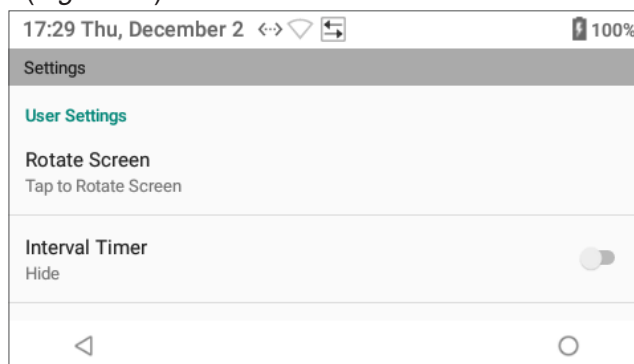 17:29 Thu, December 2 100%
Settings
User Settings
Rotate Screen
Tap to Rotate Screen
Interval Timer
Hide